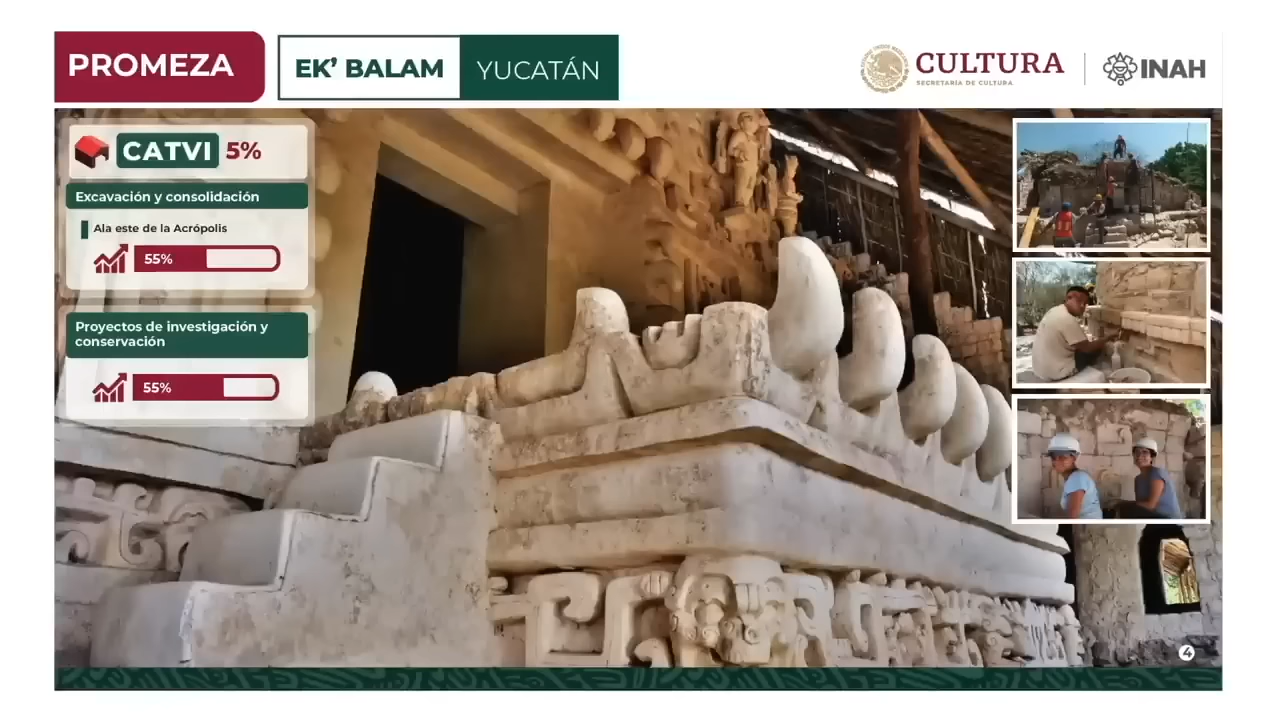 PROMEZA
EK' BALAM YUCATÁN
CULTURA
SECRETARÍA DE CULTURA
INAH
CATVI 5%
Excavación y consolidación
Ala este de la Acrópolis
55%
Proyectos de investigación y
conservación
55%
4